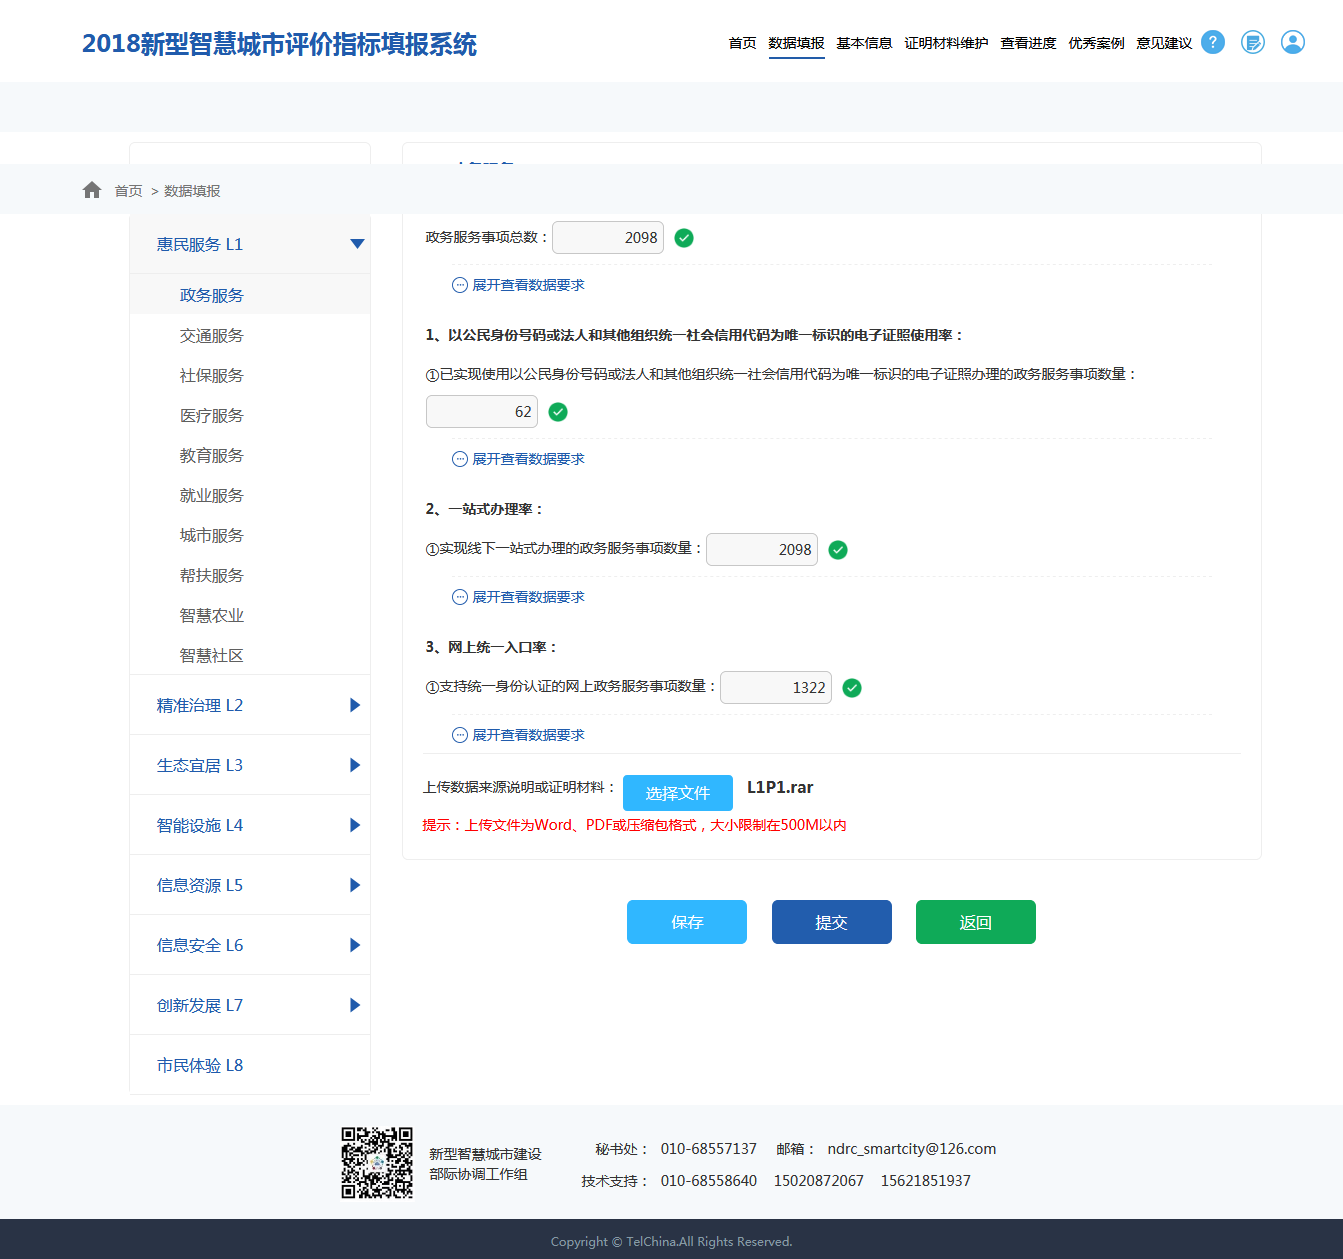 2018新型智慧城市评价指标填报系统
首页 数据填报 基本信息 证明材料维护 查看进度 优秀案例 意见建议 ?
首页 > 数据填报
惠民服务 L1
政务服务
交通服务
社保服务
医疗服务
教育服务
就业服务
城市服务
帮扶服务
智慧农业
智慧社区
精准治理 L2
生态宜居 L3
智能设施 L4
信息资源 L5
信息安全 L6
创新发展 L7
市民体验 L8
政务服务事项总数： 2098
展开查看数据要求
1、以公民身份号码或法人和其他组织统一社会信用代码为唯一标识的电子证照使用率：
①已实现使用以公民身份号码或法人和其他组织统一社会信用代码为唯一标识的电子证照办理的政务服务事项数量：
62
展开查看数据要求
2、一站式办理率：
①实现线下一站式办理的政务服务事项数量： 2098
展开查看数据要求
3、网上统一入口率：
①支持统一身份认证的网上政务服务事项数量： 1322
展开查看数据要求
上传数据来源说明或证明材料： 选择文件 L1P1.rar
提示：上传文件为Word、PDF或压缩包格式，大小限制在500M以内
保存 提交 返回
新型智慧城市建设
部际协调工作组
秘书处： 010-68557137 邮箱： ndrc_smartcity@126.com
技术支持： 010-68558640 15020872067 15621851937
Copyright © TelChina.All Rights Reserved.